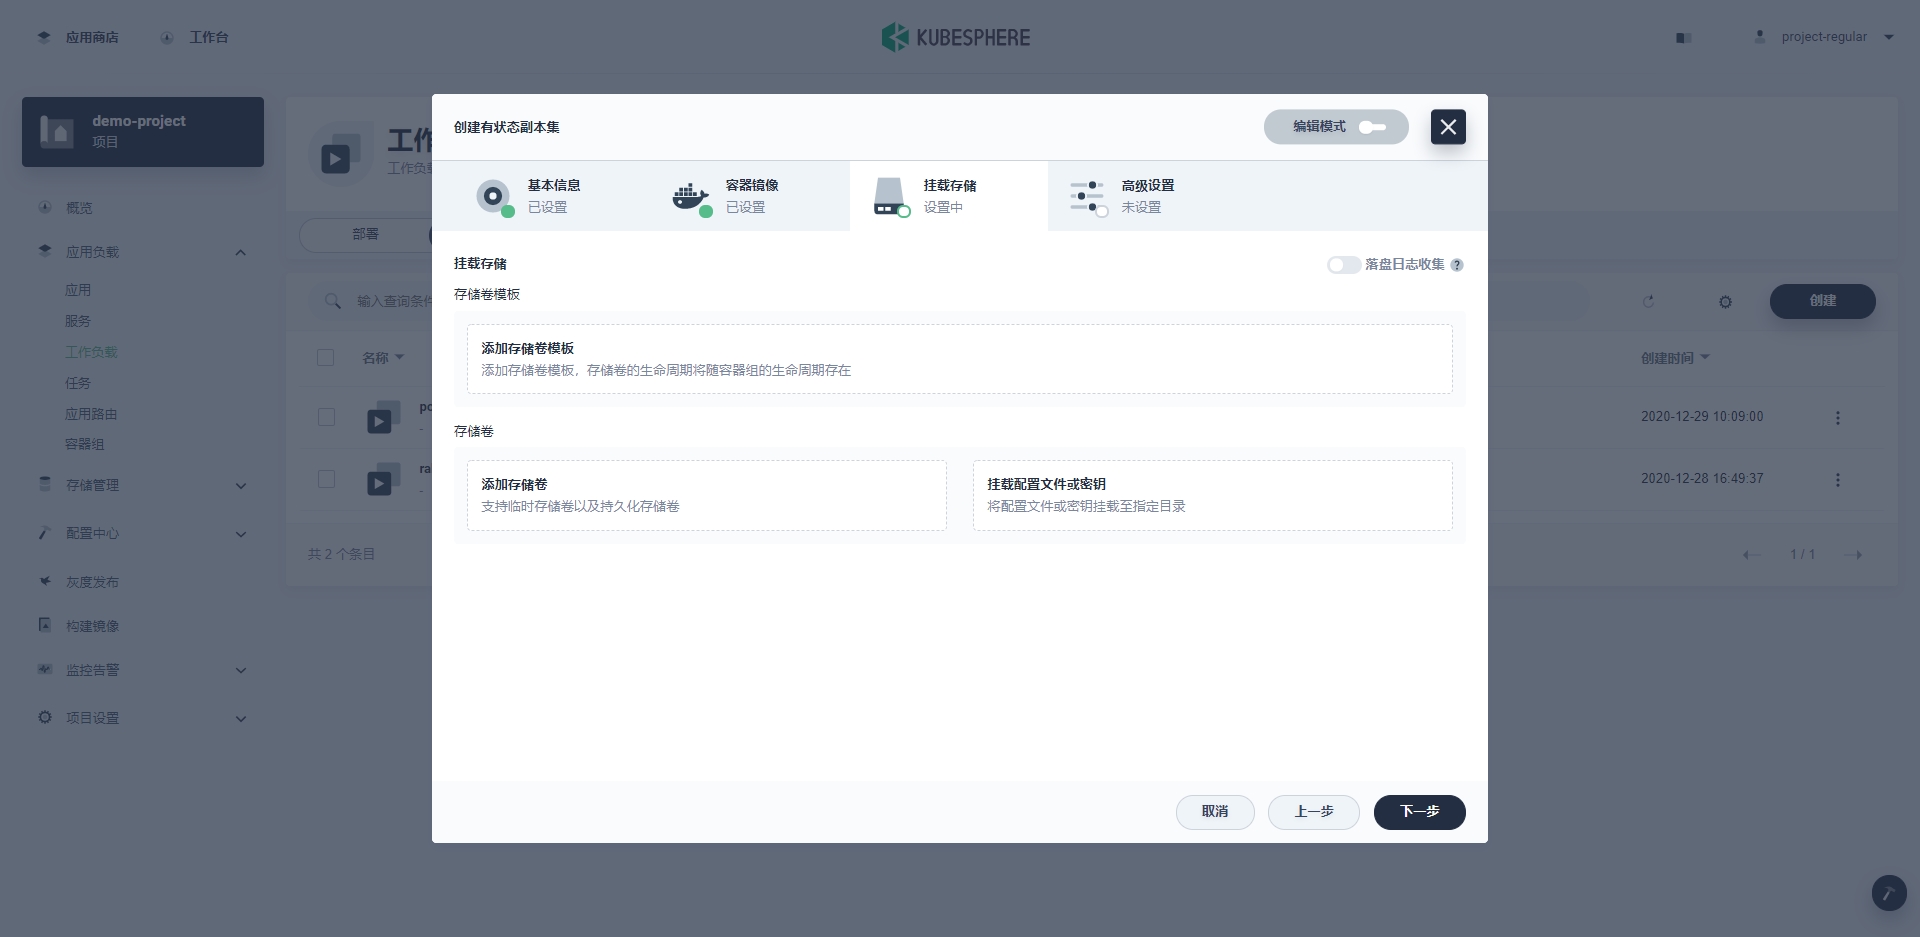 应用商店
工作台
KUBESPHERE
project-regular
demo-project
项目
概览
应用负载
应用
服务
工作负载
任务
应用路由
容器组
存储管理
配置中心
灰度发布
构建镜像
监控告警
项目设置
工作
工作负载
部署
输入查询条件
创建
名称
创建时间
po
-
2020-12-29 10:09:00
ra
-
2020-12-28 16:49:37
共 2 个条目
1 / 1
创建有状态副本集
编辑模式
基本信息
已设置
容器镜像
已设置
挂载存储
设置中
高级设置
未设置
挂载存储
落盘日志收集 ?
存储卷模板
添加存储卷模板
添加存储卷模板，存储卷的生命周期将随容器组的生命周期存在
存储卷
添加存储卷
支持临时存储卷以及持久化存储卷
挂载配置文件或密钥
将配置文件或密钥挂载至指定目录
取消
上一步
下一步